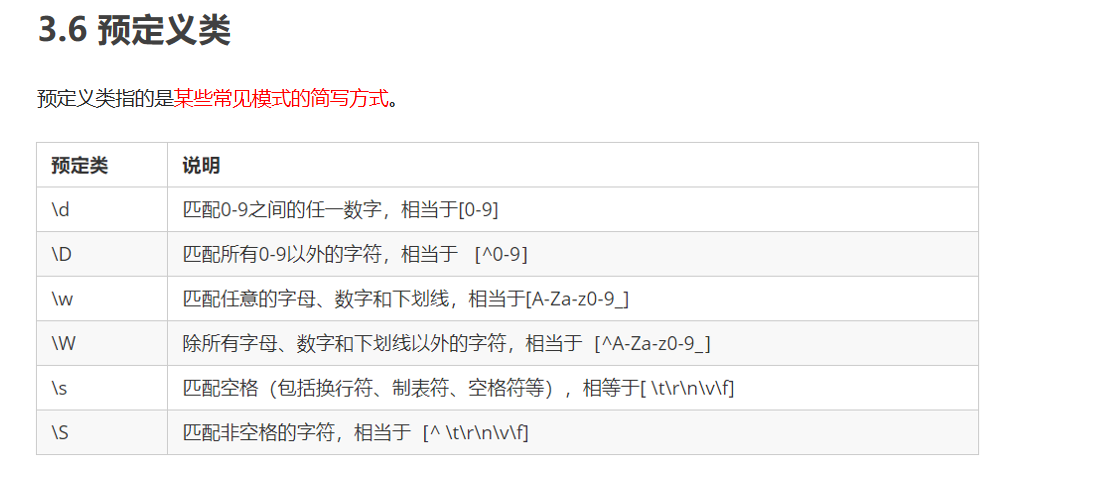 3.6 预定义类
预定义类指的是某些常见模式的简写方式。
预定类 说明
\d 匹配0-9之间的任一数字，相当于[0-9]
\D 匹配所有0-9以外的字符，相当于 [^0-9]
\w 匹配任意的字母、数字和下划线，相当于[A-Za-z0-9_]
\W 除所有字母、数字和下划线以外的字符，相当于 [^A-Za-z0-9_]
\s 匹配空格（包括换行符、制表符、空格符等），相等于[ \t\r\n\v\f]
\S 匹配非空格的字符，相当于 [^ \t\r\n\v\f]